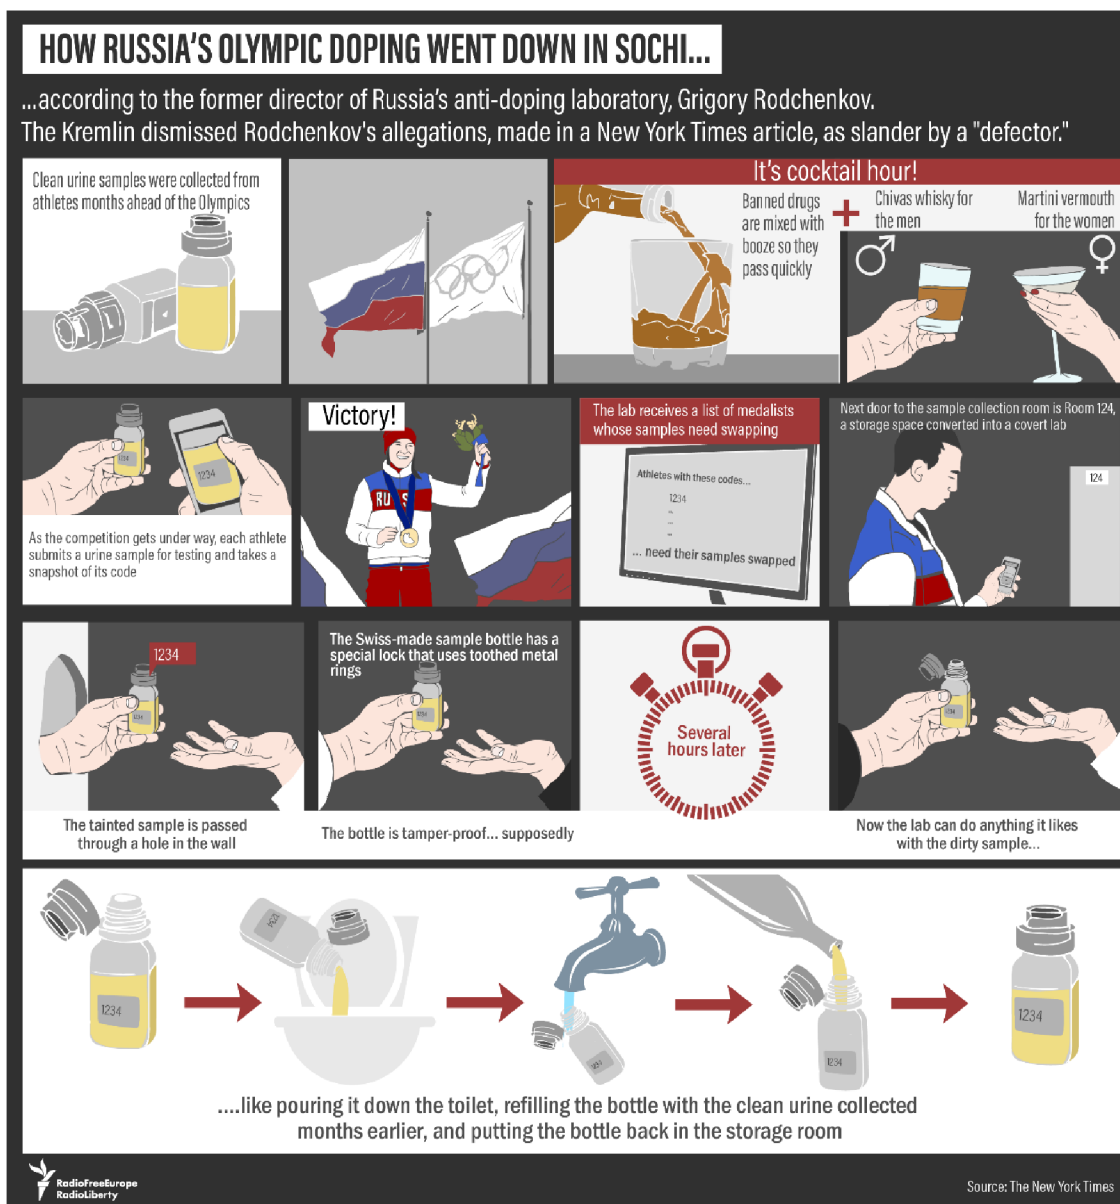 HOW RUSSIA'S OLYMPIC DOPING WENT DOWN IN SOCHI...
...according to the former director of Russia's anti-doping laboratory, Grigory Rodchenkov.
The Kremlin dismissed Rodchenkov's allegations, made in a New York Times article, as slander by a "defector."
Clean urine samples were collected from
athletes months ahead of the Olympics
It's cocktail hour!
Banned drugs
are mixed with
booze so they
pass quickly
+
Chivas whisky for
the men
Martini vermouth
for the women
1234
1234
As the competition gets under way, each athlete
submits a urine sample for testing and takes a
snapshot of its code
Victory!
RUS
The lab receives a list of medalists
whose samples need swapping
Athletes with these codes...
1234
... need their samples swapped
Next door to the sample collection room is Room 124,
a storage space converted into a covert lab
124
1234
1234
The tainted sample is passed
through a hole in the wall
The Swiss-made sample bottle has a
special lock that uses toothed metal
rings
1234
The bottle is tamper-proof... supposedly
Several
hours later
1234
Now the lab can do anything it likes
with the dirty sample...
1234
1234
1234
1234
1234
....like pouring it down the toilet, refilling the bottle with the clean urine collected
months earlier, and putting the bottle back in the storage room
RadioFreeEurope
RadioLiberty
Source: The New York Times